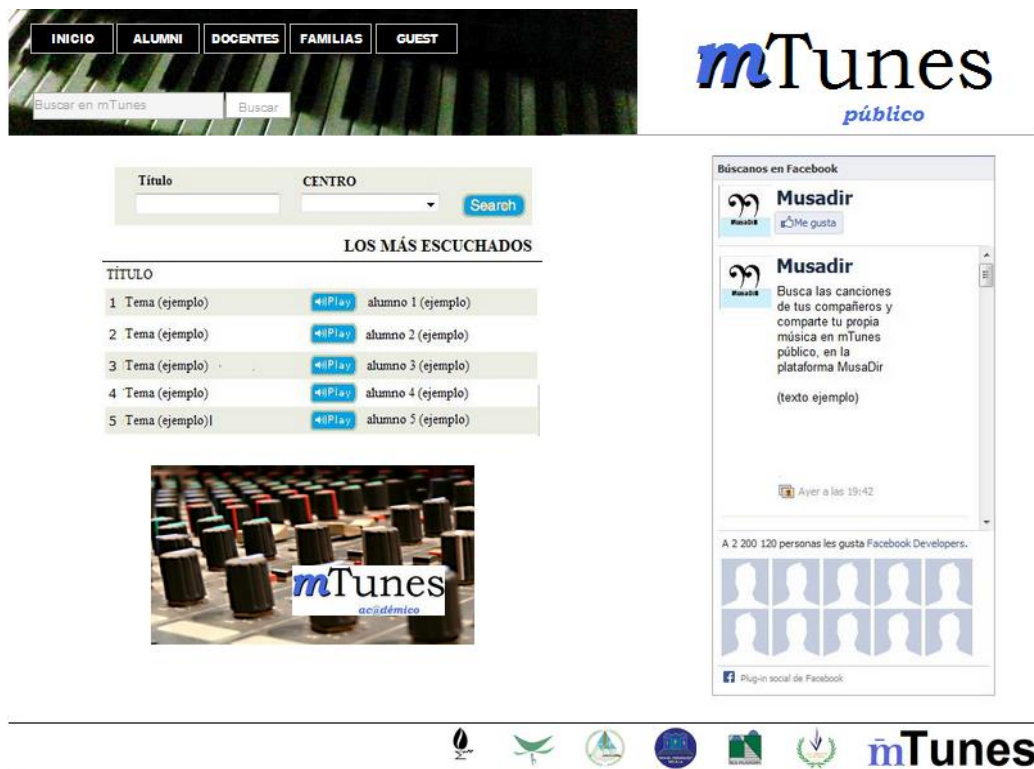 INICIO ALUMNI DOCENTES FAMILIAS GUEST
Buscar en mTunes Buscar
mTunes
público
Título CENTRO
Search
LOS MÁS ESCUCHADOS
TÍTULO
1 Tema (ejemplo) Play alumno 1 (ejemplo)
2 Tema (ejemplo) Play alumno 2 (ejemplo)
3 Tema (ejemplo) Play alumno 3 (ejemplo)
4 Tema (ejemplo) Play alumno 4 (ejemplo)
5 Tema (ejemplo) Play alumno 5 (ejemplo)
mTunes
ac@démico
Búscanos en Facebook
Musadir
MusaDiR
Me gusta
Musadir
MusaDiR
Busca las canciones
de tus compañeros y
comparte tu propia
música en mTunes
público, en la
plataforma MusaDir
(texto ejemplo)
Ayer a las 19:42
A 2 200 120 personas les gusta Facebook Developers.
Plug-in social de Facebook
m̄Tunes